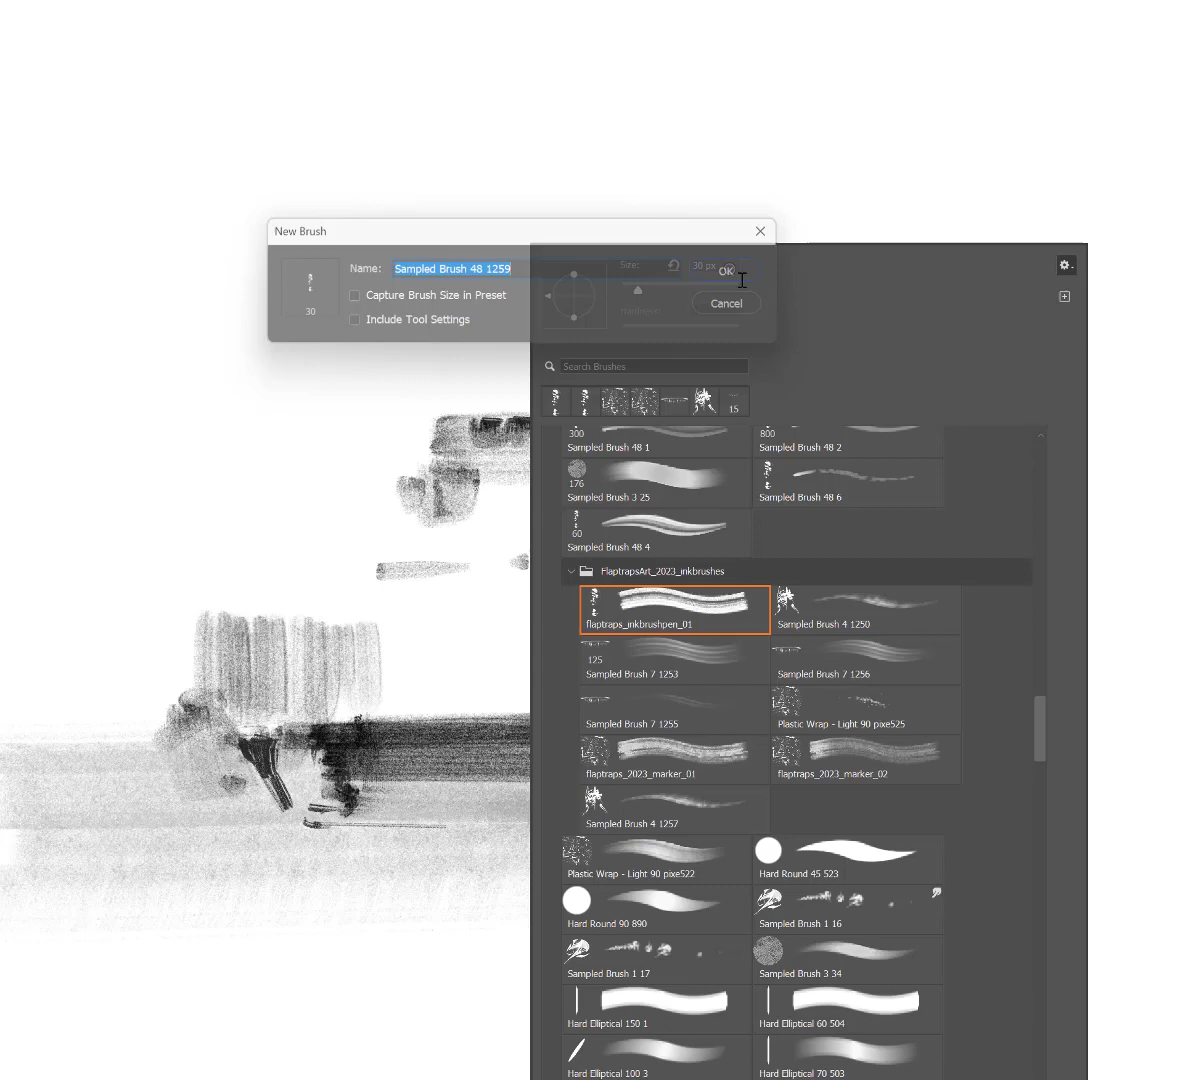 New Brush
Name: Sampled Brush 48 1259
Size: 30 px
OK
Capture Brush Size in Preset
Cancel
30
Include Tool Settings
Hardness:
Search Brushes
15
300
800
Sampled Brush 48 1
Sampled Brush 48 2
176
Sampled Brush 3 25
Sampled Brush 48 6
60
Sampled Brush 48 4
FlaptrapsArt_2023_inkbrushes
flaptraps_inkbrushpen_01
Sampled Brush 4 1250
125
Sampled Brush 7 1253
Sampled Brush 7 1256
Sampled Brush 7 1255
Plastic Wrap - Light 90 pixe525
flaptraps_2023_marker_01
flaptraps_2023_marker_02
Sampled Brush 4 1257
Plastic Wrap - Light 90 pixe522
Hard Round 45 523
Hard Round 90 890
Sampled Brush 1 16
Sampled Brush 1 17
Sampled Brush 3 34
Hard Elliptical 150 1
Hard Elliptical 60 504
Hard Elliptical 100 3
Hard Elliptical 70 503